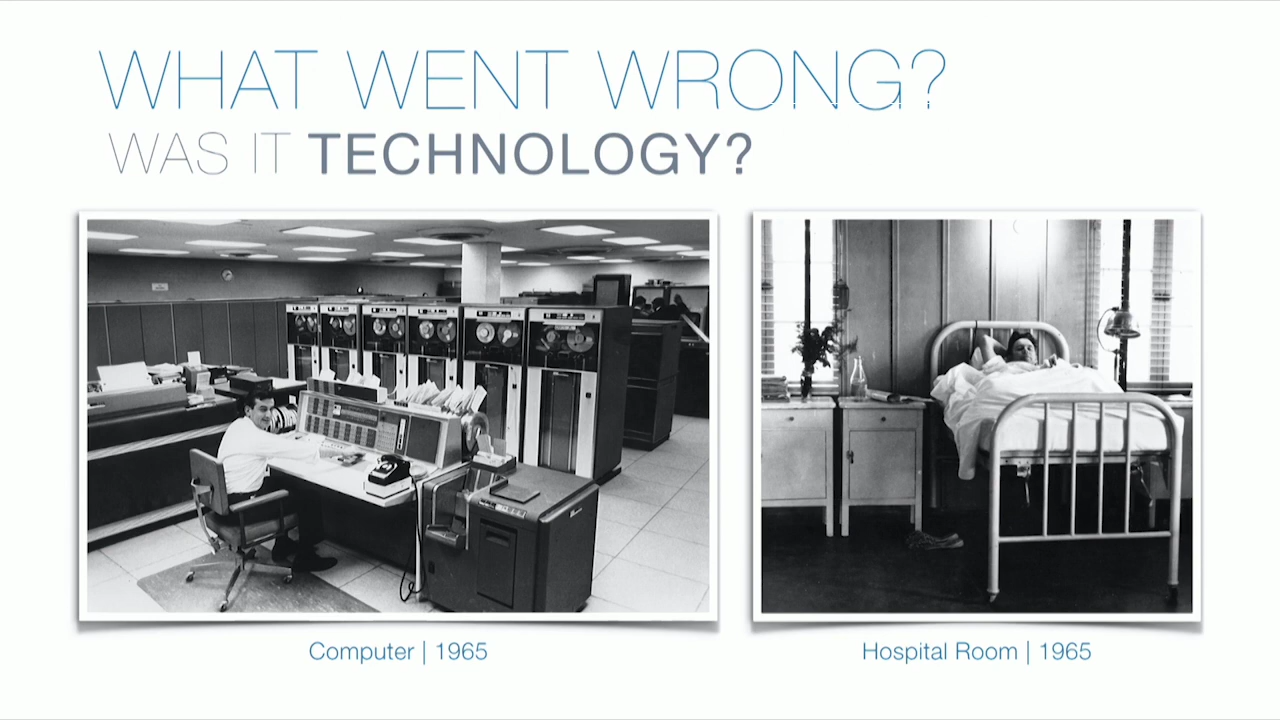 WHAT WENT WRONG?
WAS IT TECHNOLOGY?
Computer | 1965
Hospital Room | 1965